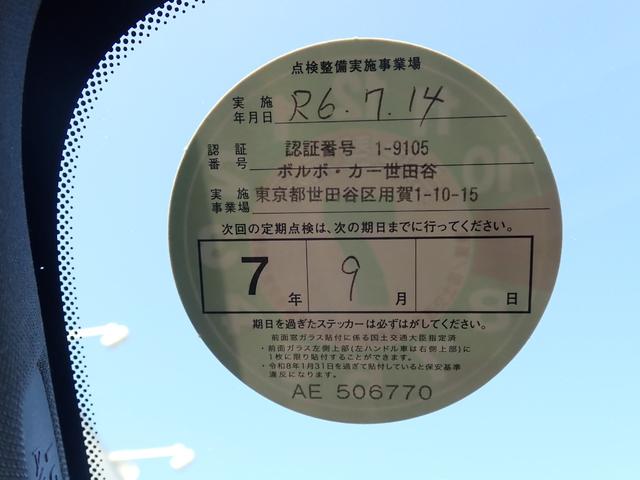 点検整備実施事業場
実施年月日 R6.7.14
認証番号 認証番号 1-9105
ボルボ・カー世田谷
実施事業場 東京都世田谷区用賀1-10-15
次回の定期点検は、次の期日までに行ってください。
7年 9月 日
期日を過ぎたステッカーは必ずはがしてください。
前面窓ガラス貼付に係る国土交通大臣指定済
・前面ガラス左側上部(左ハンドル車は右側上部)に
1枚に限り貼付することができます。
・令和8年1月31日を過ぎて貼付していると保安基準
違反になります。
AE 506770